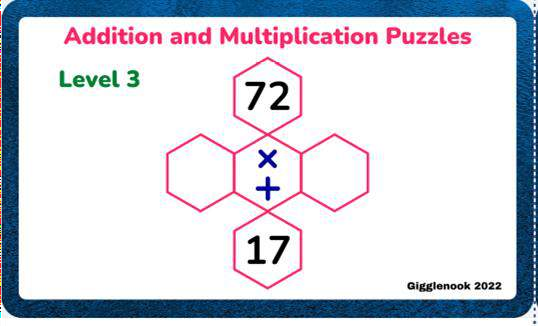 Addition and Multiplication Puzzles
Level 3
72
×
+
17
Gigglenook 2022